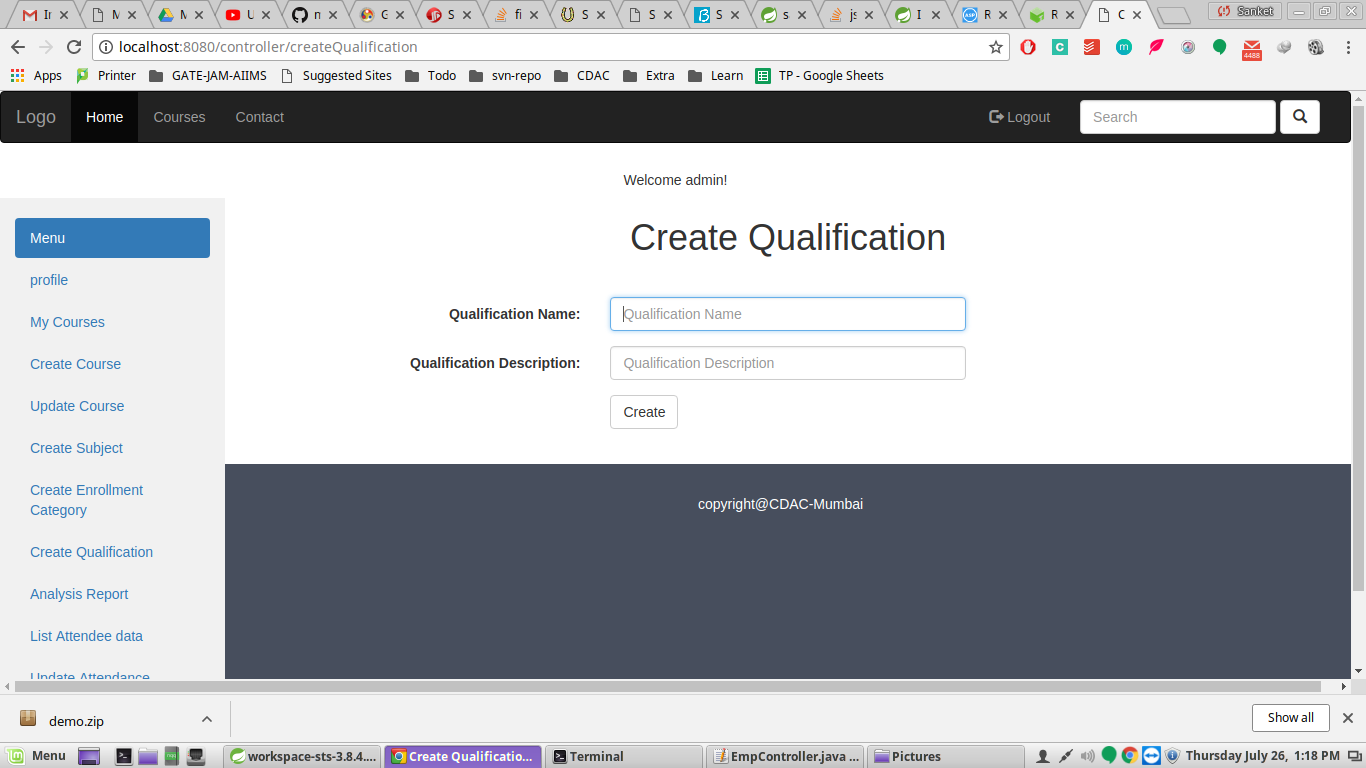 In
M
M
U
n
G
S
fi
S
S
S
s
js
I
R
R
C
Sanket
localhost:8080/controller/createQualification
4488
Apps
Printer
GATE-JAM-AIIMS
Suggested Sites
Todo
svn-repo
CDAC
Extra
Learn
TP - Google Sheets
Logo
Home
Courses
Contact
Logout
Search
Welcome admin!
Menu
profile
My Courses
Create Course
Update Course
Create Subject
Create Enrollment
Category
Create Qualification
Analysis Report
List Attendee data
Update Attendance
Create Qualification
Qualification Name:
Qualification Name
Qualification Description:
Qualification Description
Create
copyright@CDAC-Mumbai
demo.zip
Show all
Menu
workspace-sts-3.8.4....
Create Qualificatio...
Terminal
EmpController.java ...
Pictures
Thursday July 26, 1:18 PM